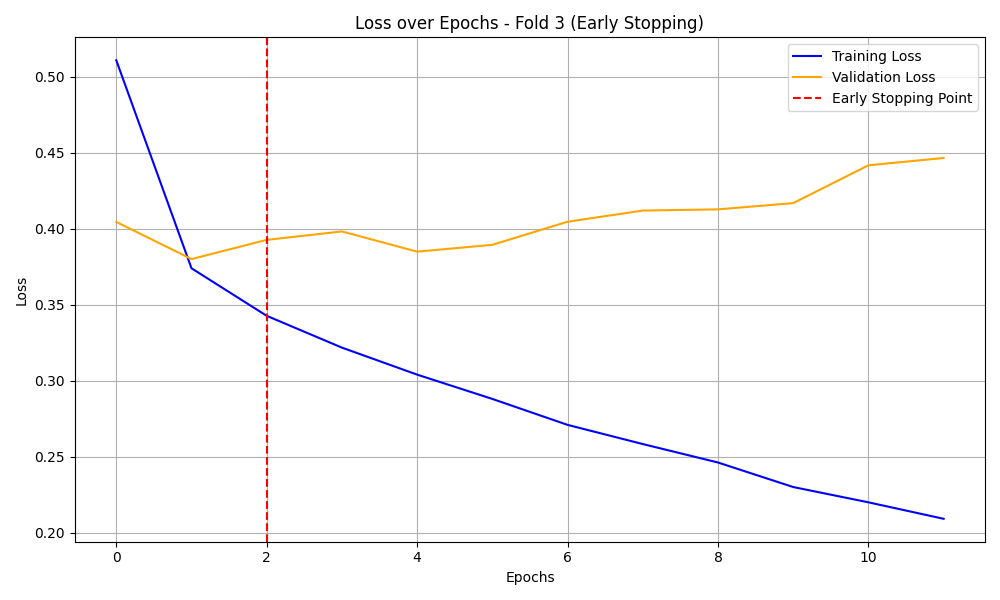 Loss over Epochs - Fold 3 (Early Stopping)
Training Loss
Validation Loss
Early Stopping Point
0.50
0.45
0.40
0.35
0.30
0.25
0.20
Loss
0 2 4 6 8 10
Epochs